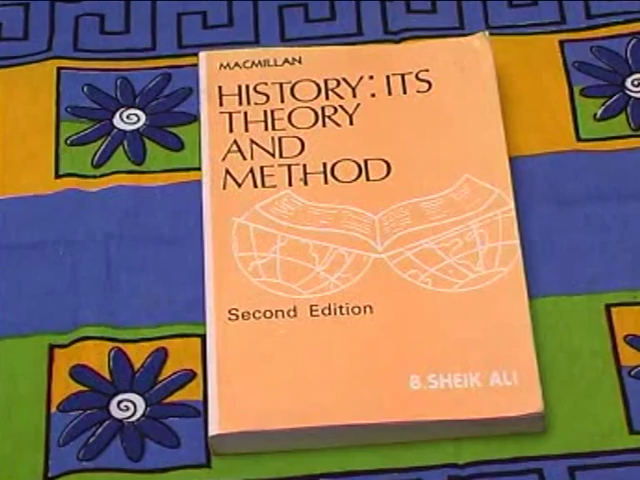 MACMILLAN
HISTORY: ITS
THEORY
AND
METHOD
Second Edition
B.SHEIK ALI